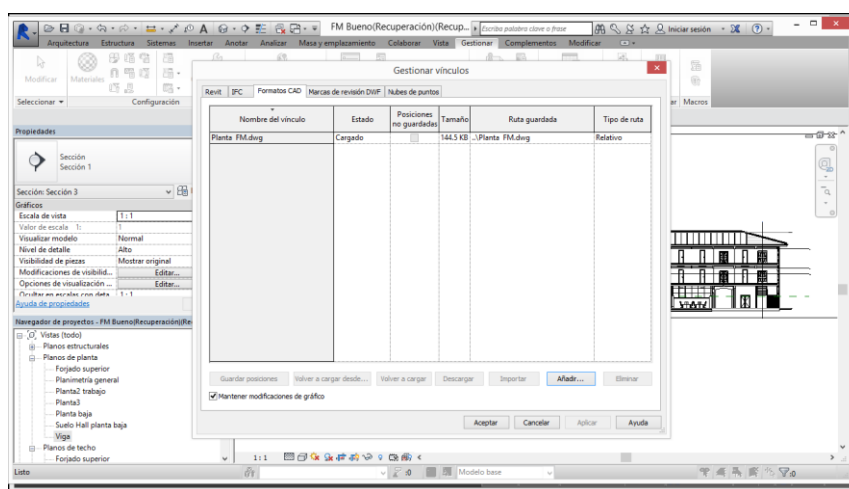 FM Bueno(Recuperación)(Recup...
Escriba palabra clave o frase
Iniciar sesión
Arquitectura Estructura Sistemas Insertar Anotar Analizar Masa y emplazamiento Colaborar Vista Gestionar Complementos Modificar
Modificar
Materiales
Seleccionar
Configuración
Macros
Gestionar vínculos
Revit IFC Formatos CAD Marcas de revisión DWF Nubes de puntos
Nombre del vínculo Estado Posiciones no guardadas Tamaño Ruta guardada Tipo de ruta
Planta FM.dwg Cargado 144.5 KB ..\Planta FM.dwg Relativo
Guardar posiciones Volver a cargar desde... Volver a cargar Descargar Importar Añadir... Eliminar
Mantener modificaciones de gráfico
Aceptar Cancelar Aplicar Ayuda
Propiedades
Sección
Sección 1
Sección: Sección 3
Gráficos
Escala de vista 1 : 1
Valor de escala 1: 1
Visualizar modelo Normal
Nivel de detalle Alto
Visibilidad de piezas Mostrar original
Modificaciones de visibilid... Editar...
Opciones de visualización ... Editar...
Ocultar en escalas con deta... 1 : 1
Ayuda de propiedades
Navegador de proyectos - FM Bueno(Recuperación)(Re
Vistas (todo)
Planos estructurales
Planos de planta
Forjado superior
Planimetría general
Planta2 trabajo
Planta3
Planta baja
Suelo Hall planta baja
Viga
Planos de techo
Forjado superior
1 : 1
Listo
:0
Modelo base
:0